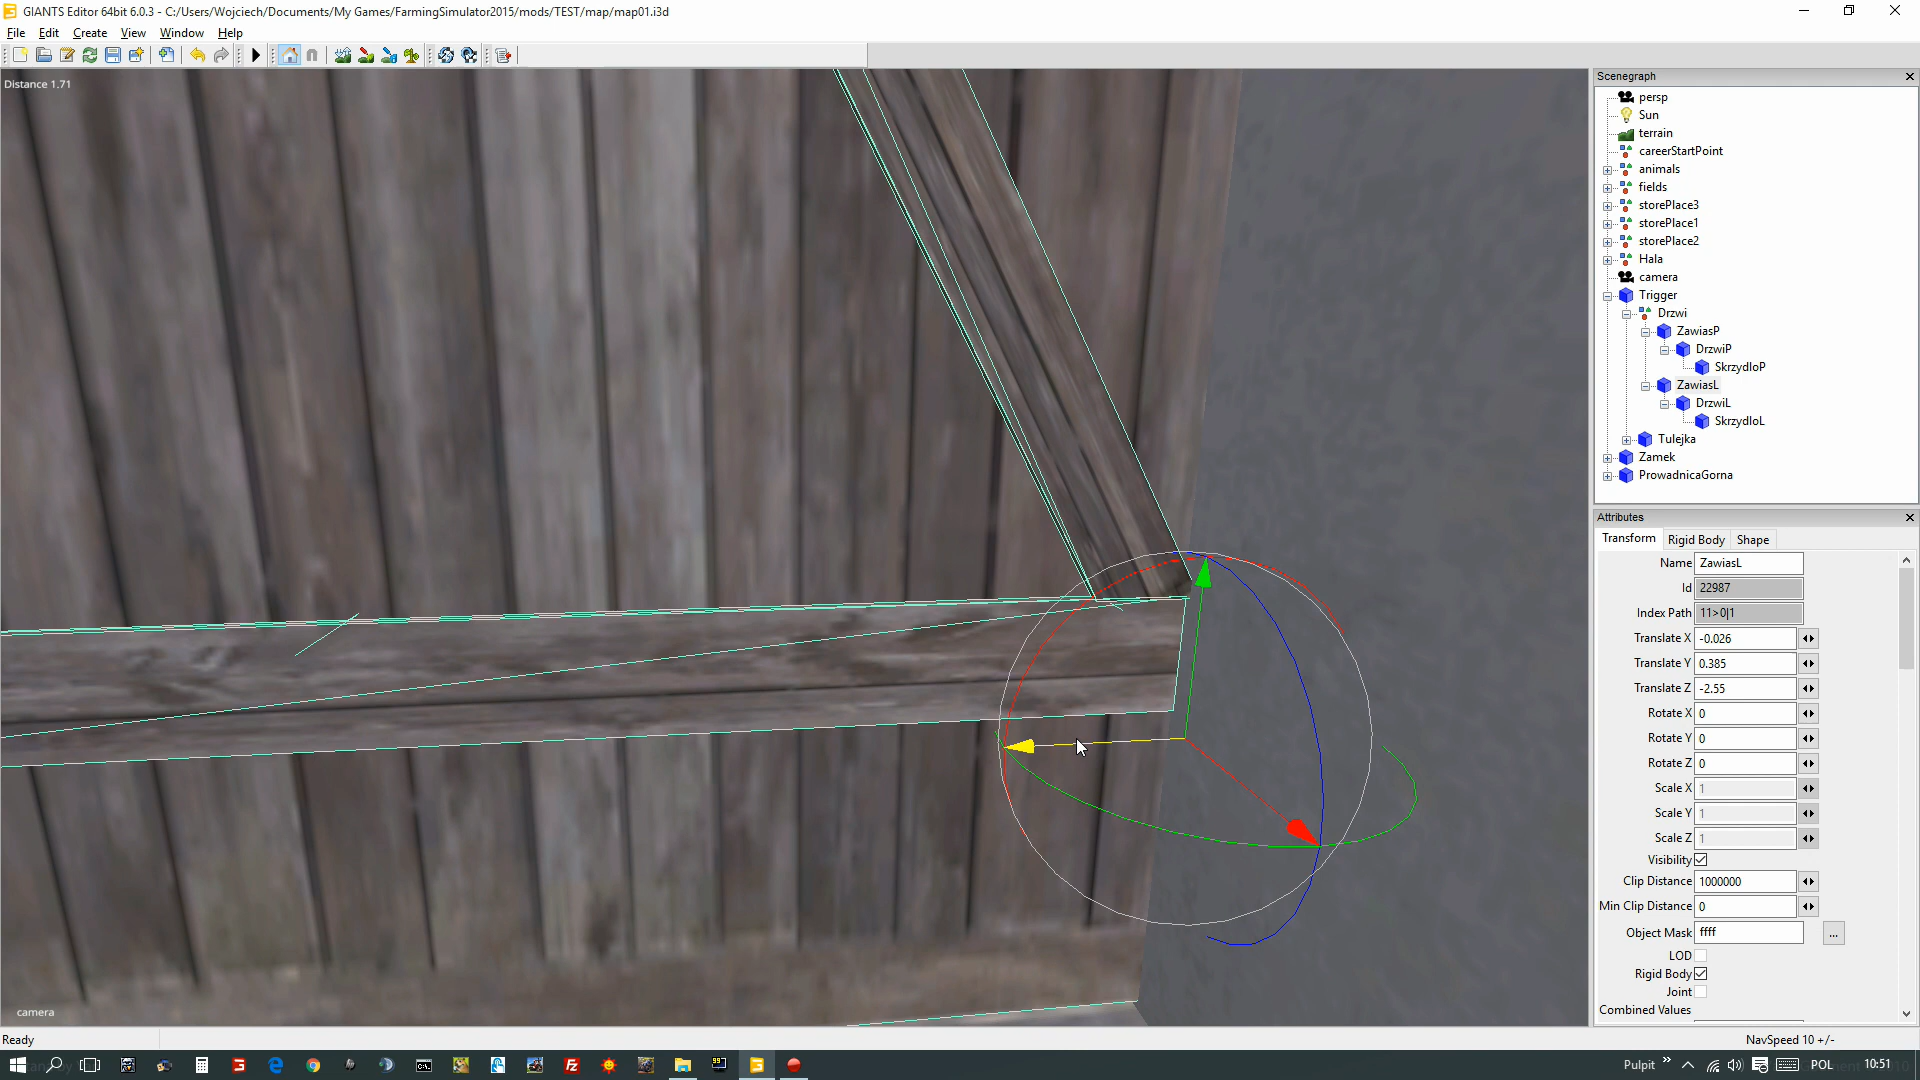 GIANTS Editor 64bit 6.0.3 - C:/Users/Wojciech/Documents/My Games/FarmingSimulator2015/mods/TEST/map/map01.i3d
File Edit Create View Window Help
Distance 1.71
Scenegraph
persp
Sun
terrain
careerStartPoint
animals
fields
storePlace3
storePlace1
storePlace2
Hala
camera
Trigger
Drzwi
ZawiasP
DrzwiP
SkrzydloP
ZawiasL
DrzwiL
SkrzydloL
Tulejka
Zamek
ProwadnicaGorna
Attributes
Transform Rigid Body Shape
Name ZawiasL
Id 22987
Index Path 11>0|1
Translate X -0.026
Translate Y 0.385
Translate Z -2.55
Rotate X 0
Rotate Y 0
Rotate Z 0
Scale X 1
Scale Y 1
Scale Z 1
Visibility
Clip Distance 1000000
Min Clip Distance 0
Object Mask ffff ...
LOD
Rigid Body
Joint
Combined Values
camera
Ready
NavSpeed 10 +/-
Pulpit » POL 10:51